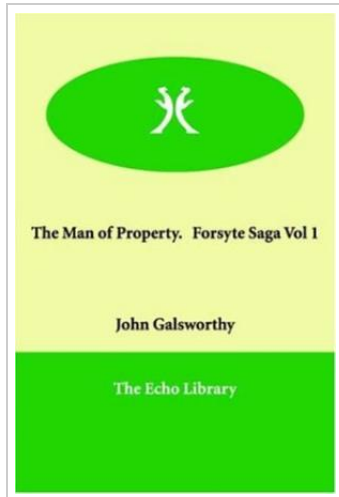 The Man of Property. Forsyte Saga Vol 1
John Galsworthy
The Echo Library